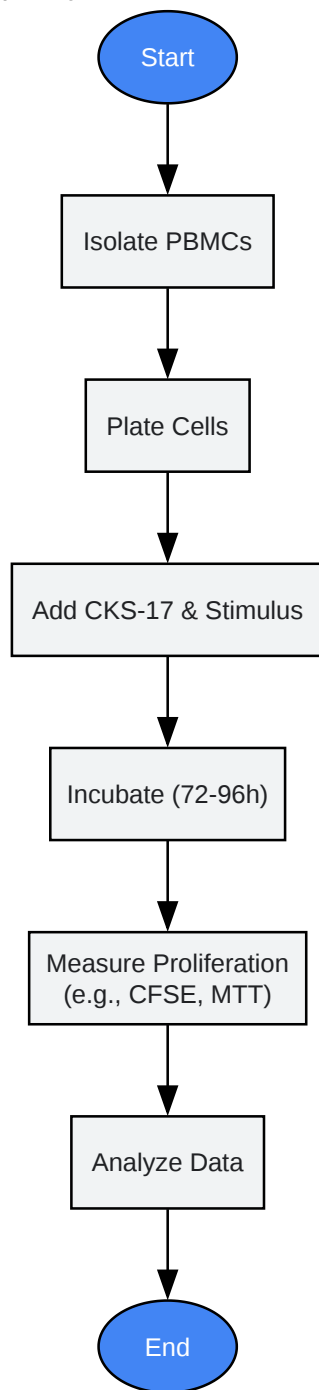 Start
Isolate PBMCs
Plate Cells
Add CKS-17 & Stimulus
Incubate (72-96h)
Measure Proliferation
(e.g., CFSE, MTT)
Analyze Data
End